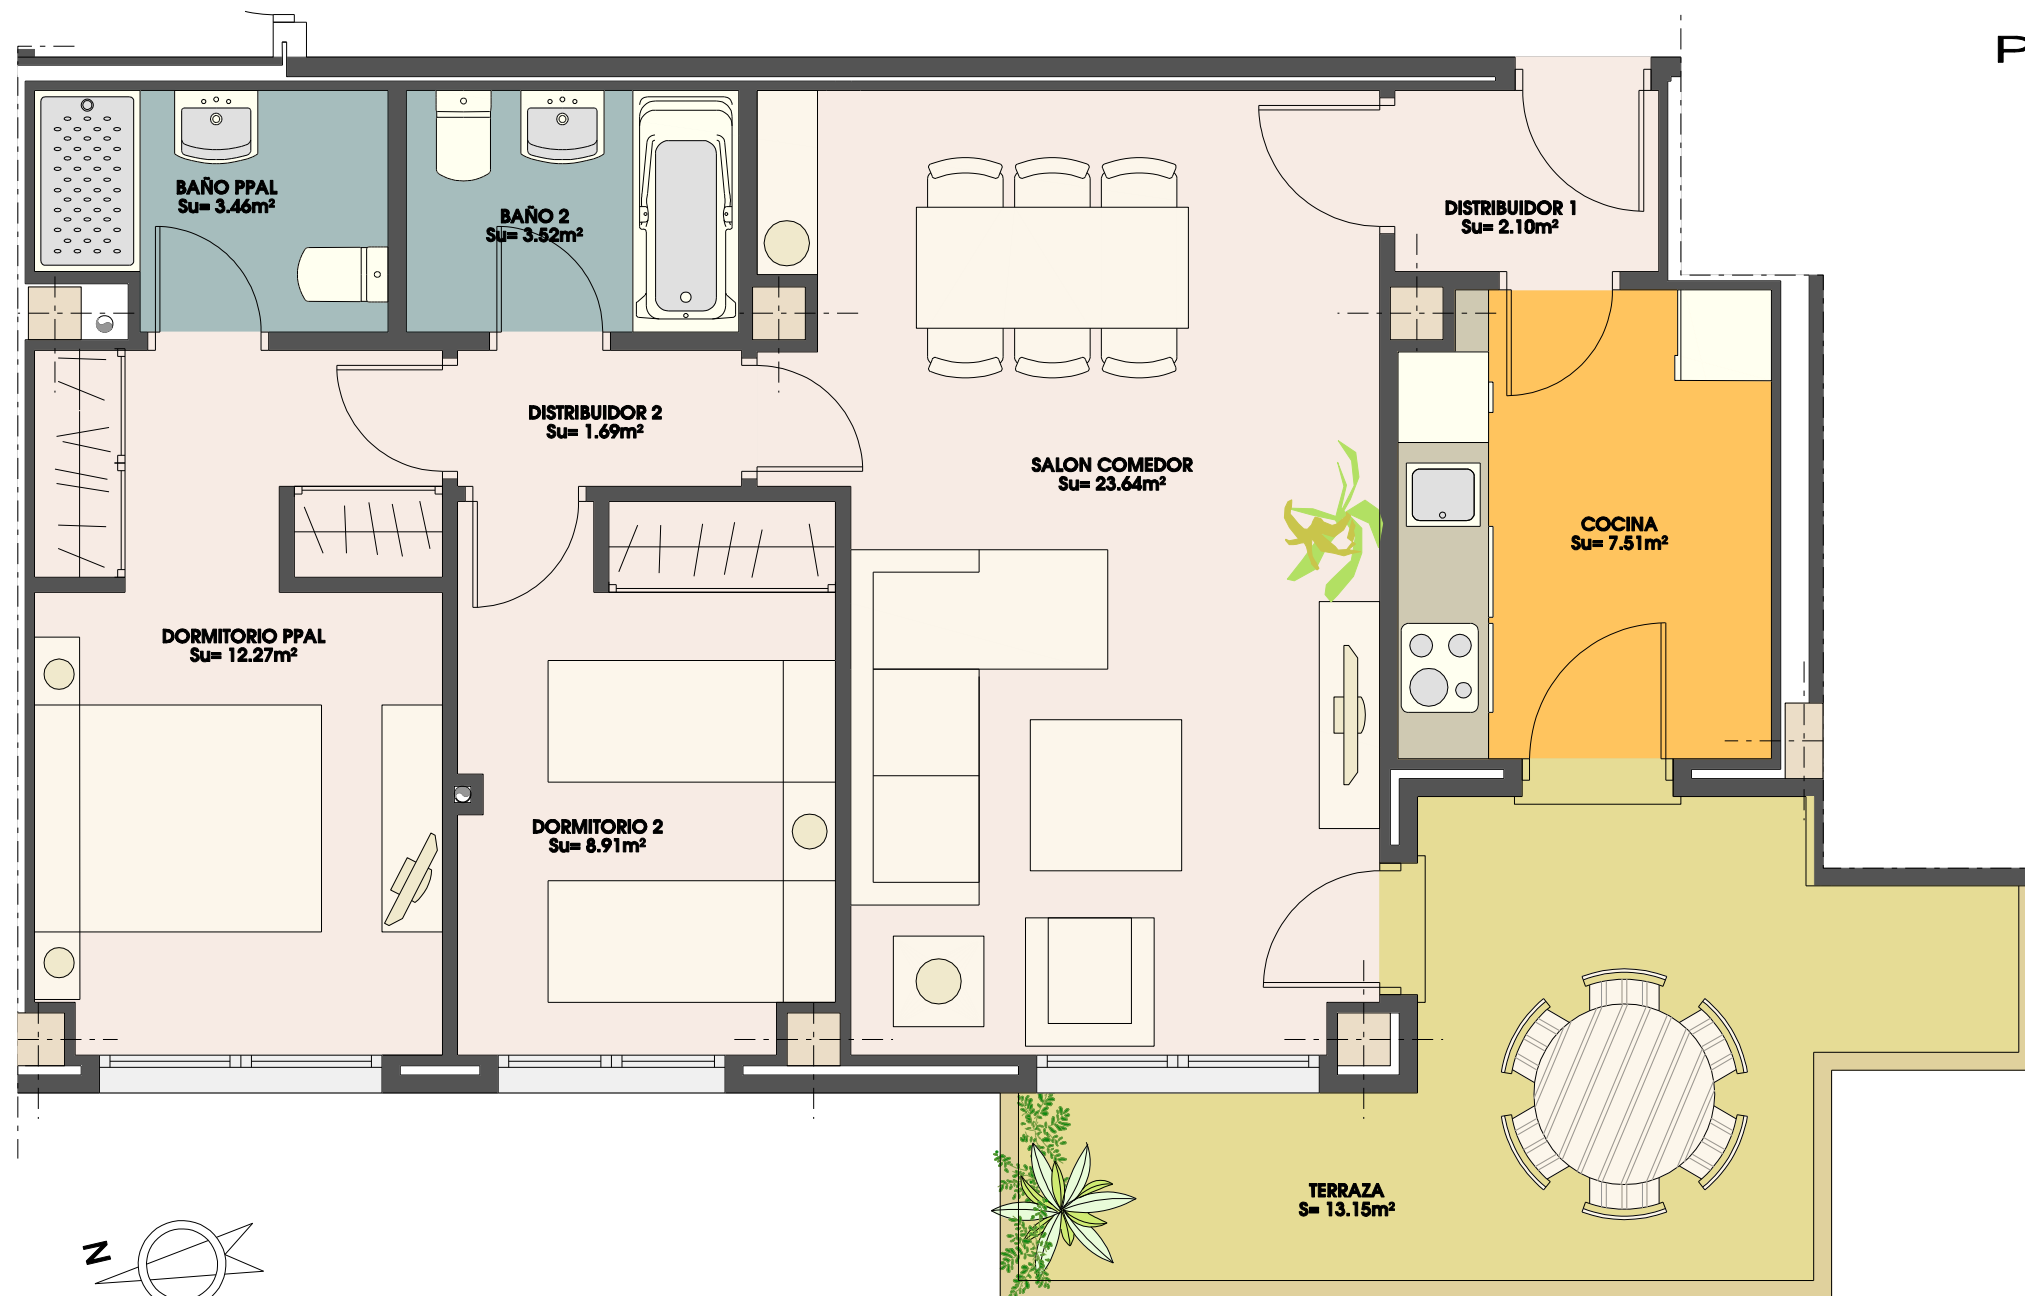 P
BAÑO PPAL
Su= 3.46m²
BAÑO 2
Su= 3.52m²
DISTRIBUIDOR 1
Su= 2.10m²
DISTRIBUIDOR 2
Su= 1.69m²
SALON COMEDOR
Su= 23.64m²
COCINA
Su= 7.51m²
DORMITORIO PPAL
Su= 12.27m²
DORMITORIO 2
Su= 8.91m²
TERRAZA
S= 13.15m²
N